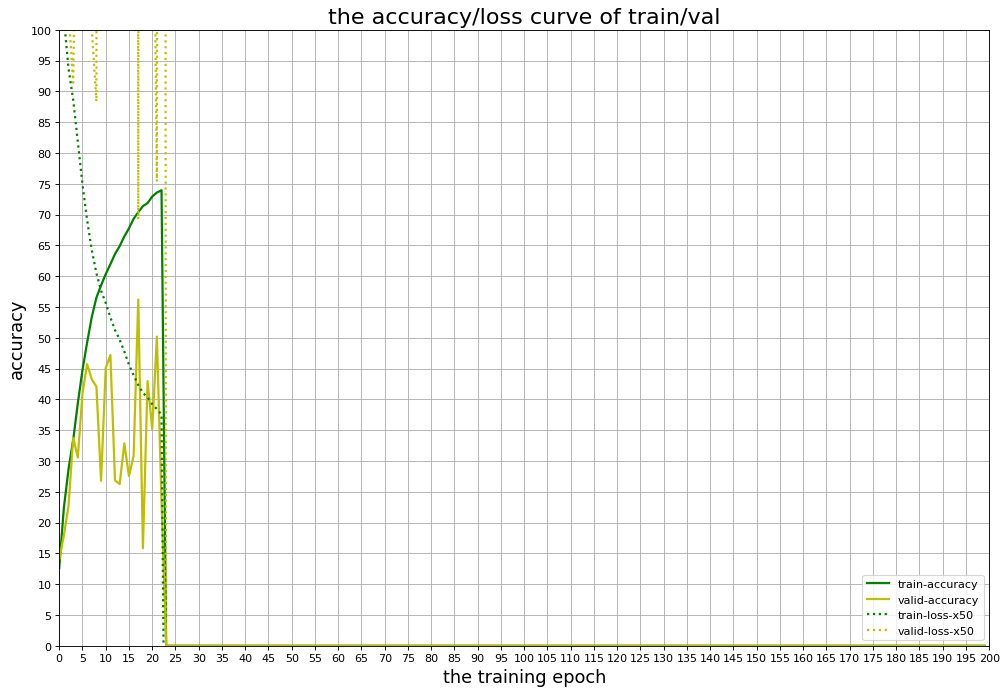 the accuracy/loss curve of train/val
100
95
90
85
80
75
70
65
60
55
50
45
40
35
30
25
20
15
10
5
0
accuracy
train-accuracy
valid-accuracy
train-loss-x50
valid-loss-x50
0 5 10 15 20 25 30 35 40 45 50 55 60 65 70 75 80 85 90 95 100 105 110 115 120 125 130 135 140 145 150 155 160 165 170 175 180 185 190 195 200
the training epoch